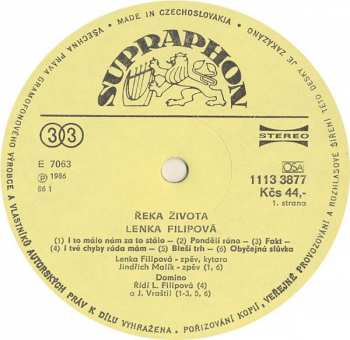 • MADE IN CZECHOSLOVAKIA •
VŠECHNA PRÁVA GRAMOFONOVÉHO VÝROBCE A VLASTNÍKŮ AUTORSKÝCH PRÁV K DÍLU VYHRAŽENA. POŘIZOVÁNÍ KOPIÍ, VEŘEJNÉ PROVOZOVÁNÍ A ROZHLASOVÉ ŠÍŘENÍ TÉTO DESKY JE ZAKÁZÁNO
SUPRAPHON
33
STEREO
E 7063
Ⓟ 1986
86 1
OSA
1113 3877
Kčs 44,-
1. strana
ŘEKA ŽIVOTA
LENKA FILIPOVÁ
1) I to málo nám za to stálo — (2) Pondělí ráno — (3) Fakt —
(4) I tvé chyby ráda mám — (5) Bleší trh — (6) Obyčejná slůvka
Lenka Filipová - zpěv, kytara
Jindřich Malík - zpěv (1, 6)
Domino
Řídí L. Filipová (4)
a J. Vraštil (1-3, 5, 6)